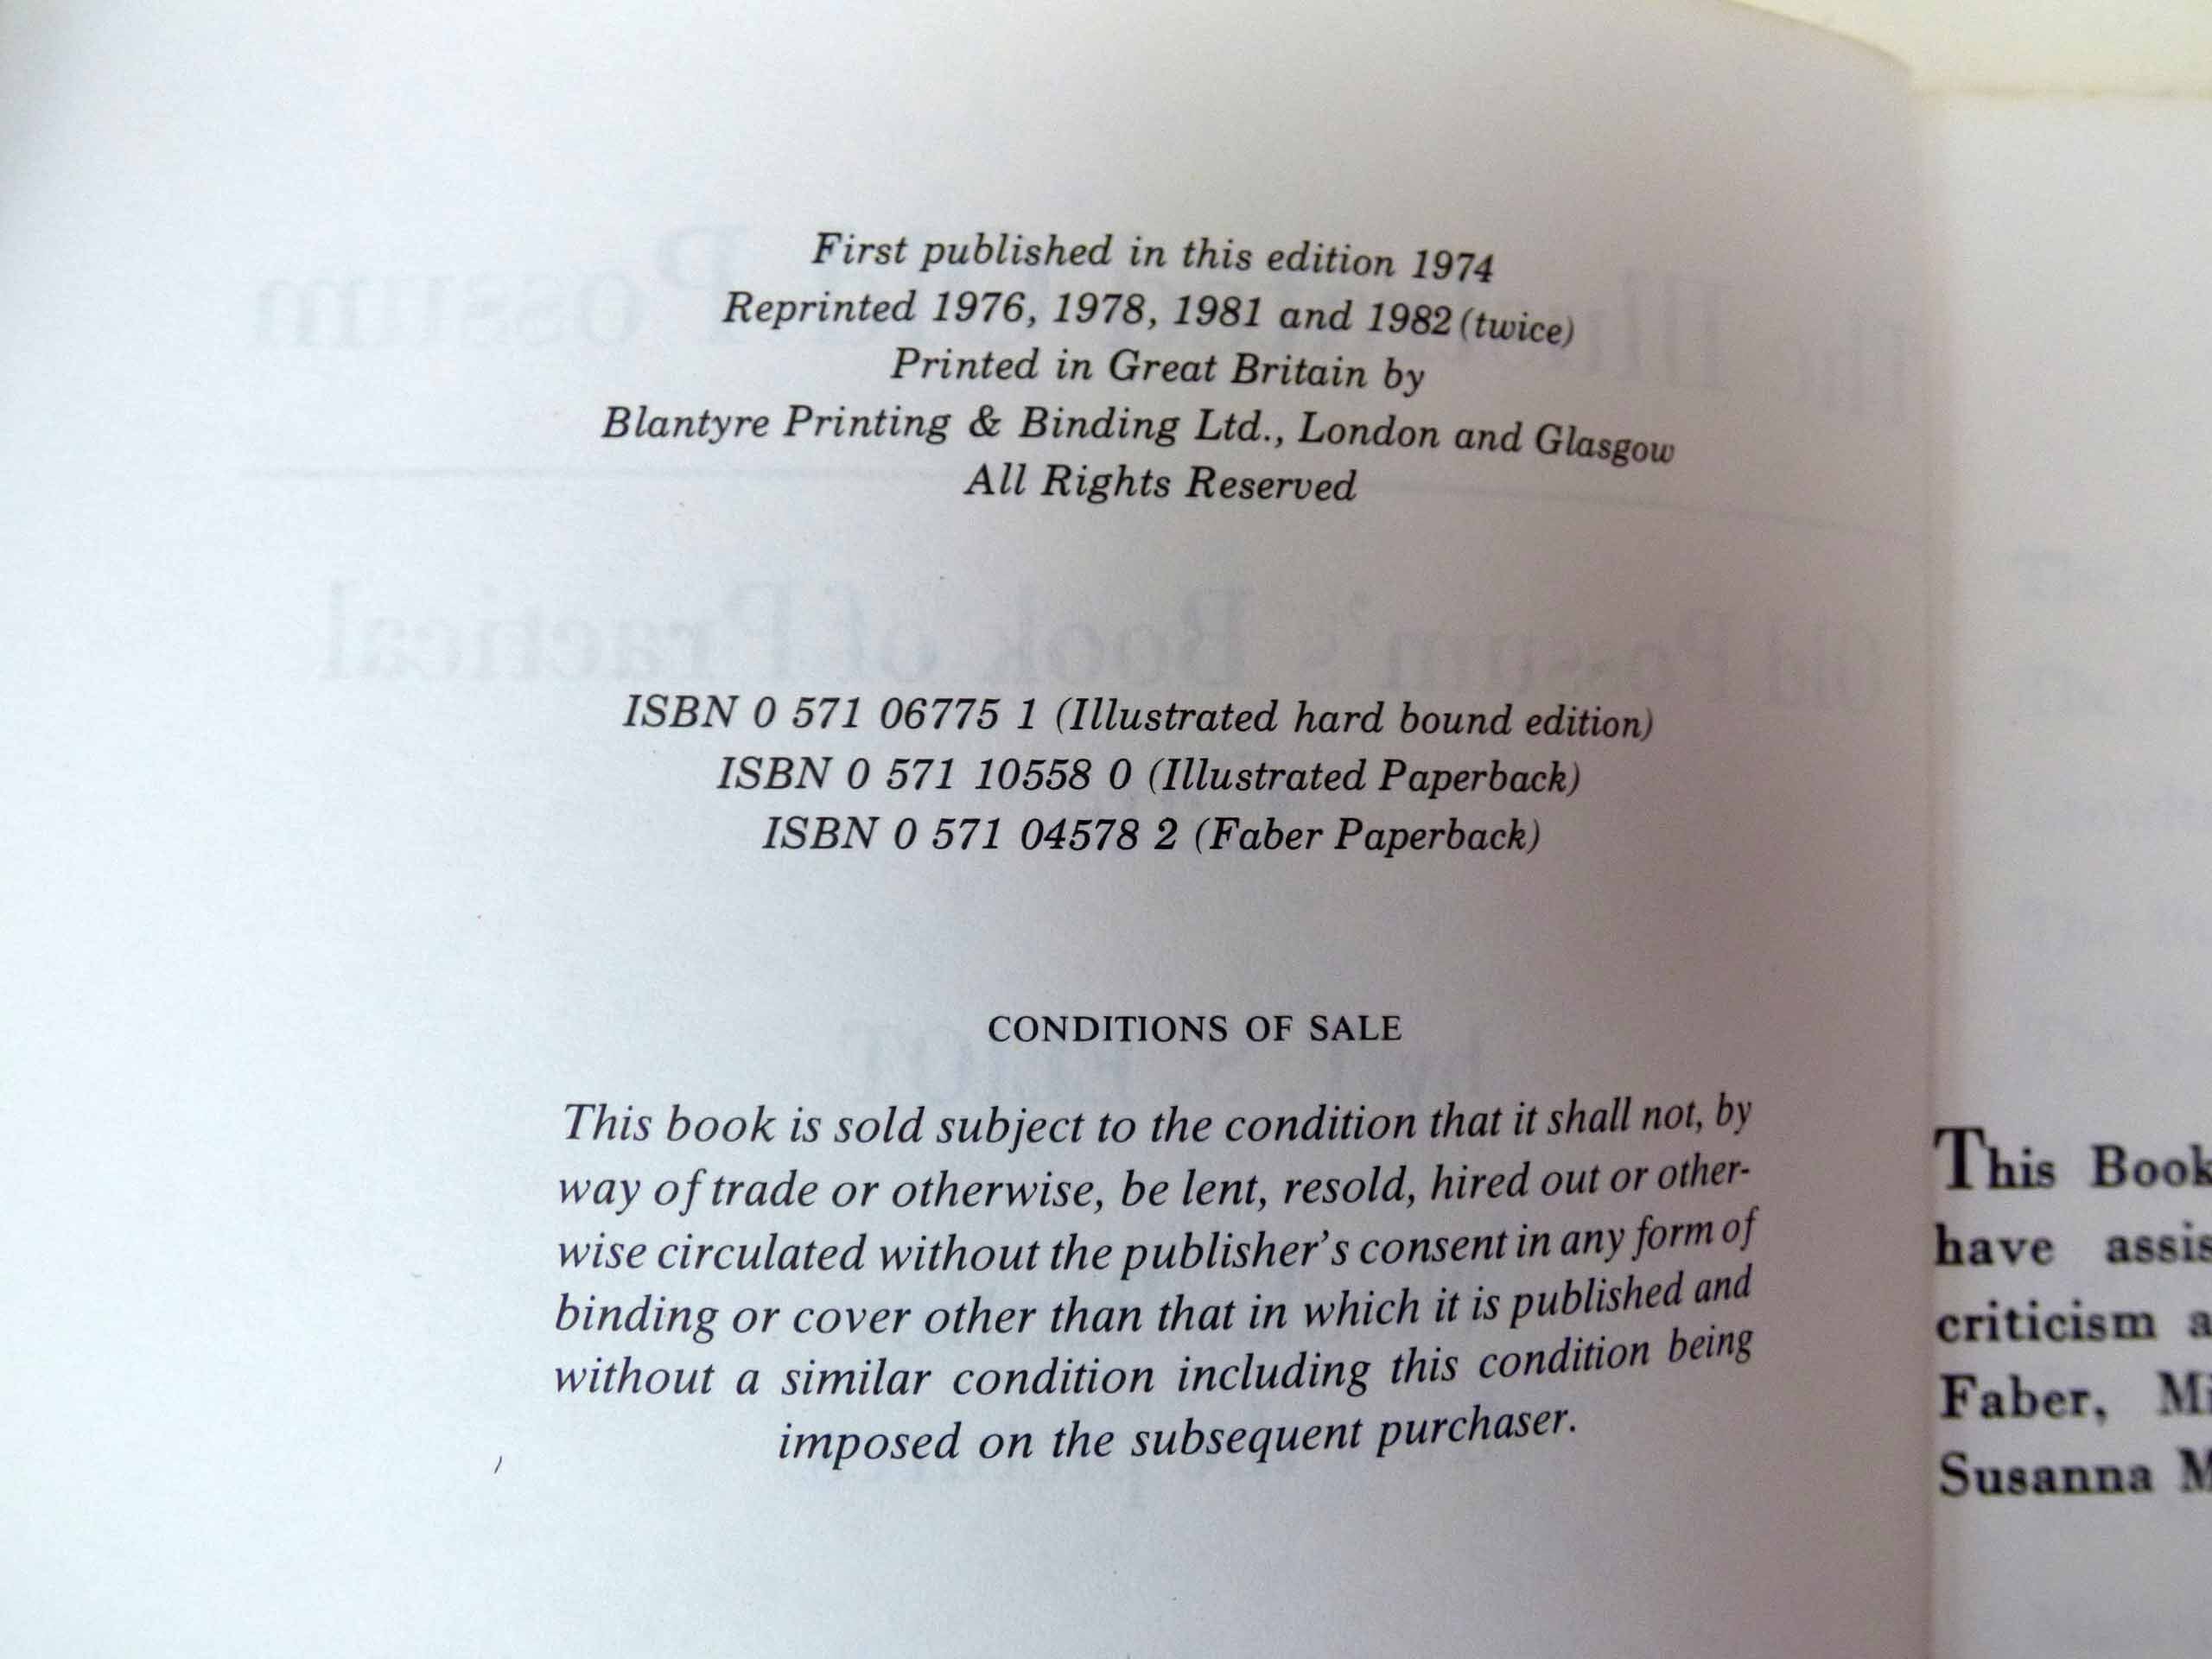 First published in this edition 1974
Reprinted 1976, 1978, 1981 and 1982 (twice)
Printed in Great Britain by
Blantyre Printing & Binding Ltd., London and Glasgow
All Rights Reserved
ISBN 0 571 06775 1 (Illustrated hard bound edition)
ISBN 0 571 10558 0 (Illustrated Paperback)
ISBN 0 571 04578 2 (Faber Paperback)
CONDITIONS OF SALE
This book is sold subject to the condition that it shall not, by
way of trade or otherwise, be lent, resold, hired out or other-
wise circulated without the publisher's consent in any form of
binding or cover other than that in which it is published and
without a similar condition including this condition being
imposed on the subsequent purchaser.
This Book
have
criticism
Faber,
Susanna